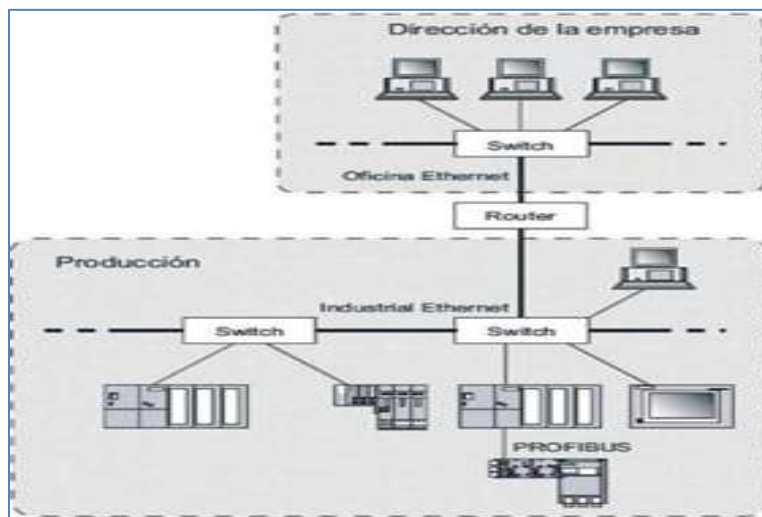 Dirección de la empresa
Switch
Oficina Ethernet
Router
Producción
Industrial Ethernet
Switch
Switch
PROFIBUS